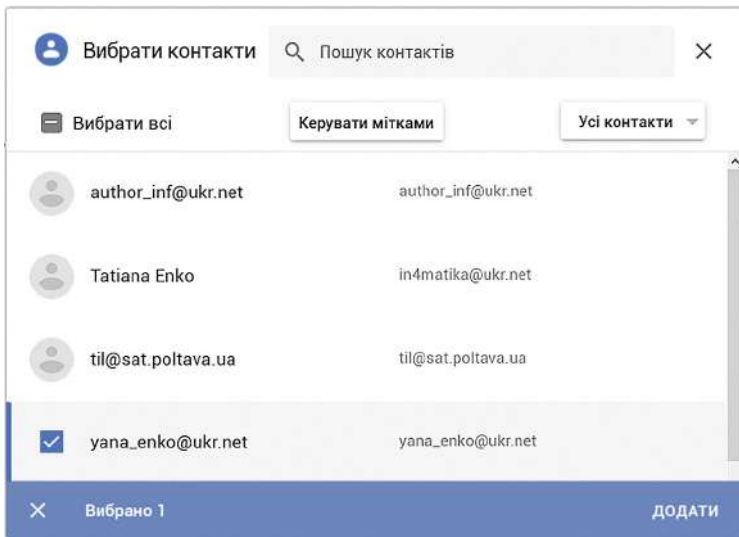 Вибрати контакти Пошук контактів
Вибрати всі Керувати мітками Усі контакти
author_inf@ukr.net author_inf@ukr.net
Tatiana Enko in4matika@ukr.net
til@sat.poltava.ua til@sat.poltava.ua
yana_enko@ukr.net yana_enko@ukr.net
Вибрано 1 ДОДАТИ